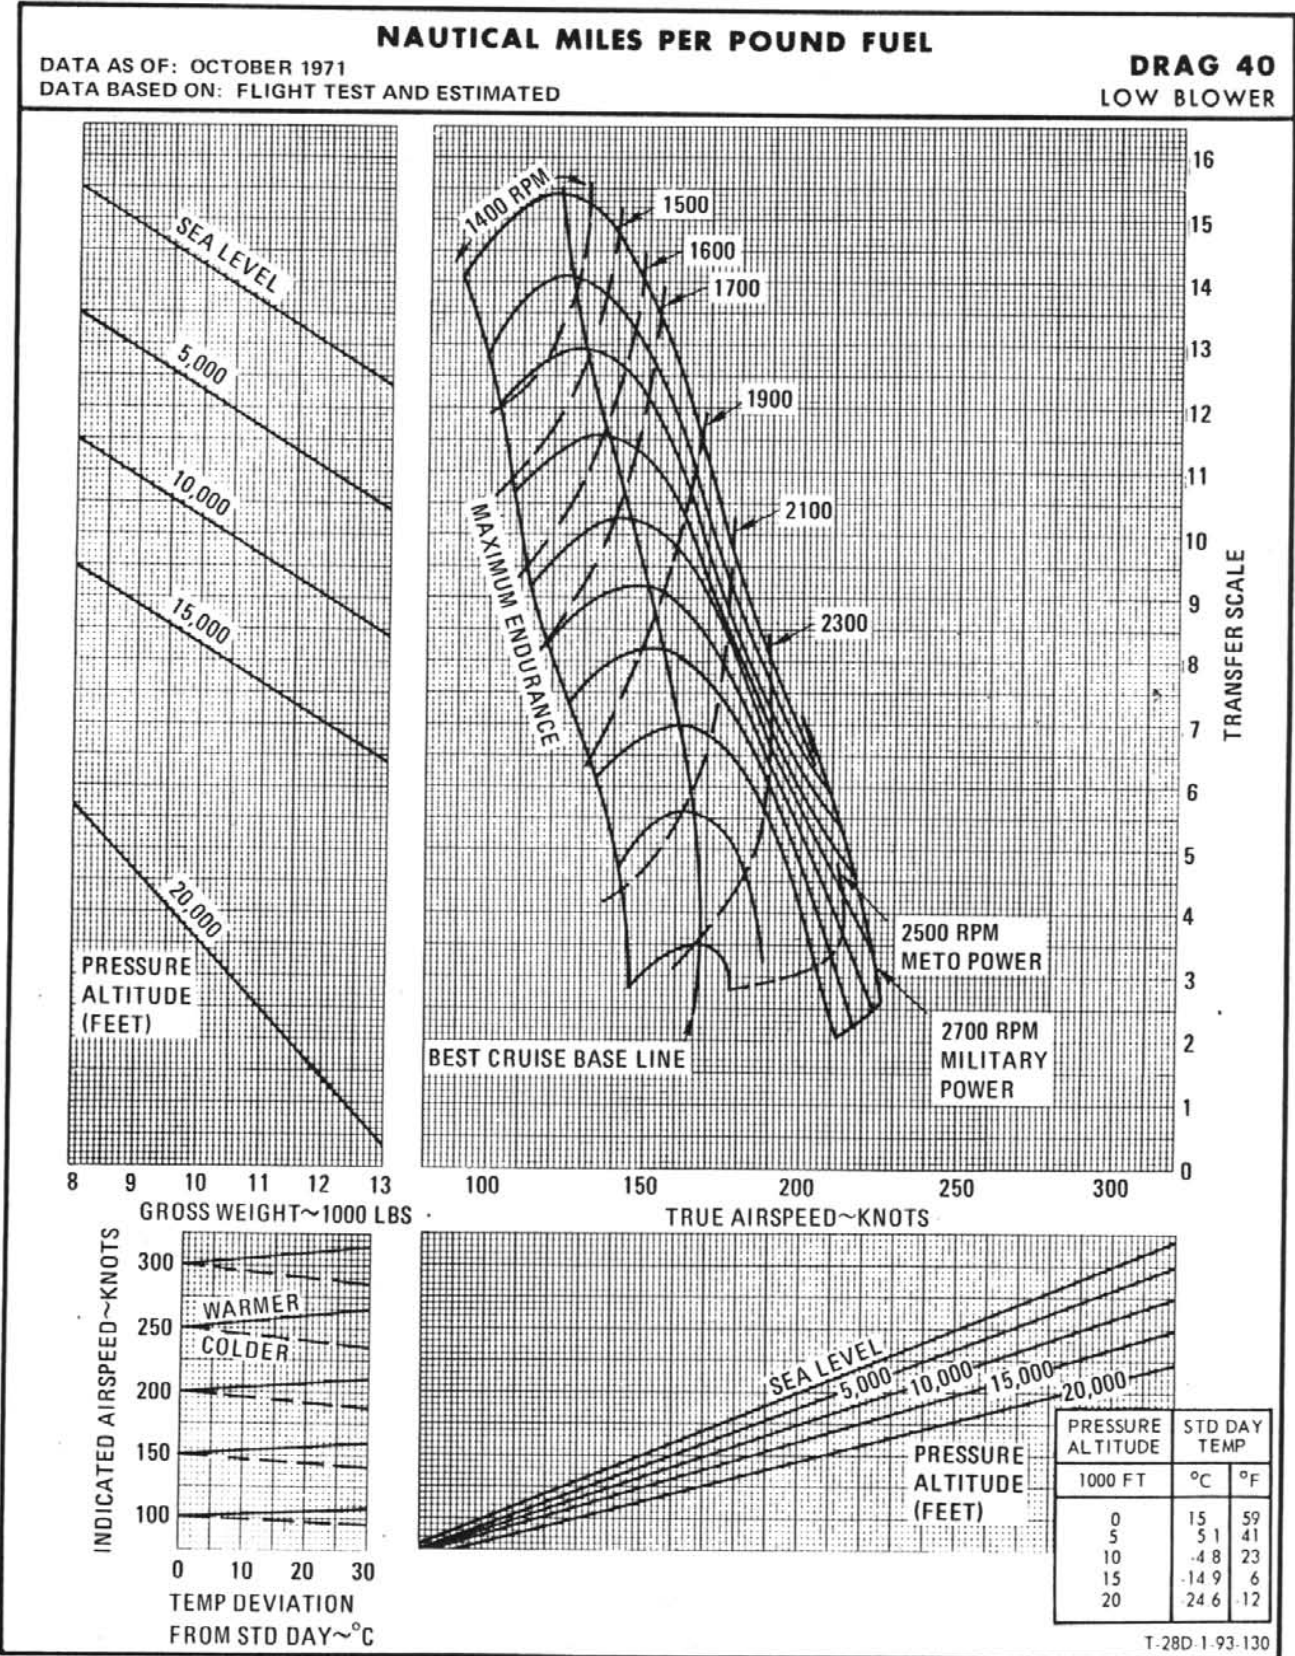 NAUTICAL MILES PER POUND FUEL
DATA AS OF: OCTOBER 1971
DATA BASED ON: FLIGHT TEST AND ESTIMATED
DRAG 40
LOW BLOWER
SEA LEVEL
5,000
10,000
15,000
20,000
PRESSURE
ALTITUDE
(FEET)
8 9 10 11 12 13
GROSS WEIGHT~1000 LBS
1400 RPM
1500
1600
1700
1900
2100
2300
MAXIMUM ENDURANCE
2500 RPM
METO POWER
2700 RPM
MILITARY
POWER
BEST CRUISE BASE LINE
16
15
14
13
12
11
10
9
8
7
6
5
4
3
2
1
0
TRANSFER SCALE
100 150 200 250 300
TRUE AIRSPEED~KNOTS
INDICATED AIRSPEED~KNOTS
300
250
200
150
100
WARMER
COLDER
0 10 20 30
TEMP DEVIATION
FROM STD DAY~°C
SEA LEVEL
5,000
10,000
15,000
20,000
PRESSURE
ALTITUDE
(FEET)
PRESSURE ALTITUDE STD DAY TEMP
1000 FT °C °F
0 15 59
5 5 1 41
10 -4 8 23
15 -14 9 6
20 -24 6 -12
T-28D-1-93-130